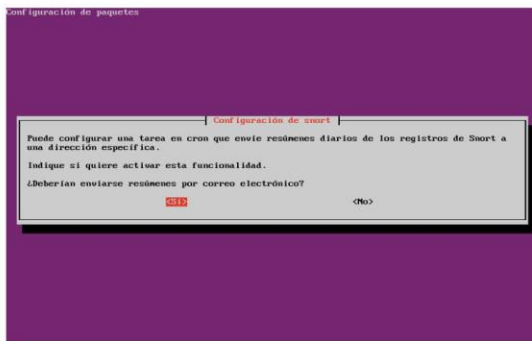 Configuración de paquetes
Configuración de snort
Puede configurar una tarea en cron que envíe resúmenes diarios de los registros de Snort a
una dirección específica.
Indique si quiere activar esta funcionalidad.
¿Deberían enviarse resúmenes por correo electrónico?
<Sí> <No>